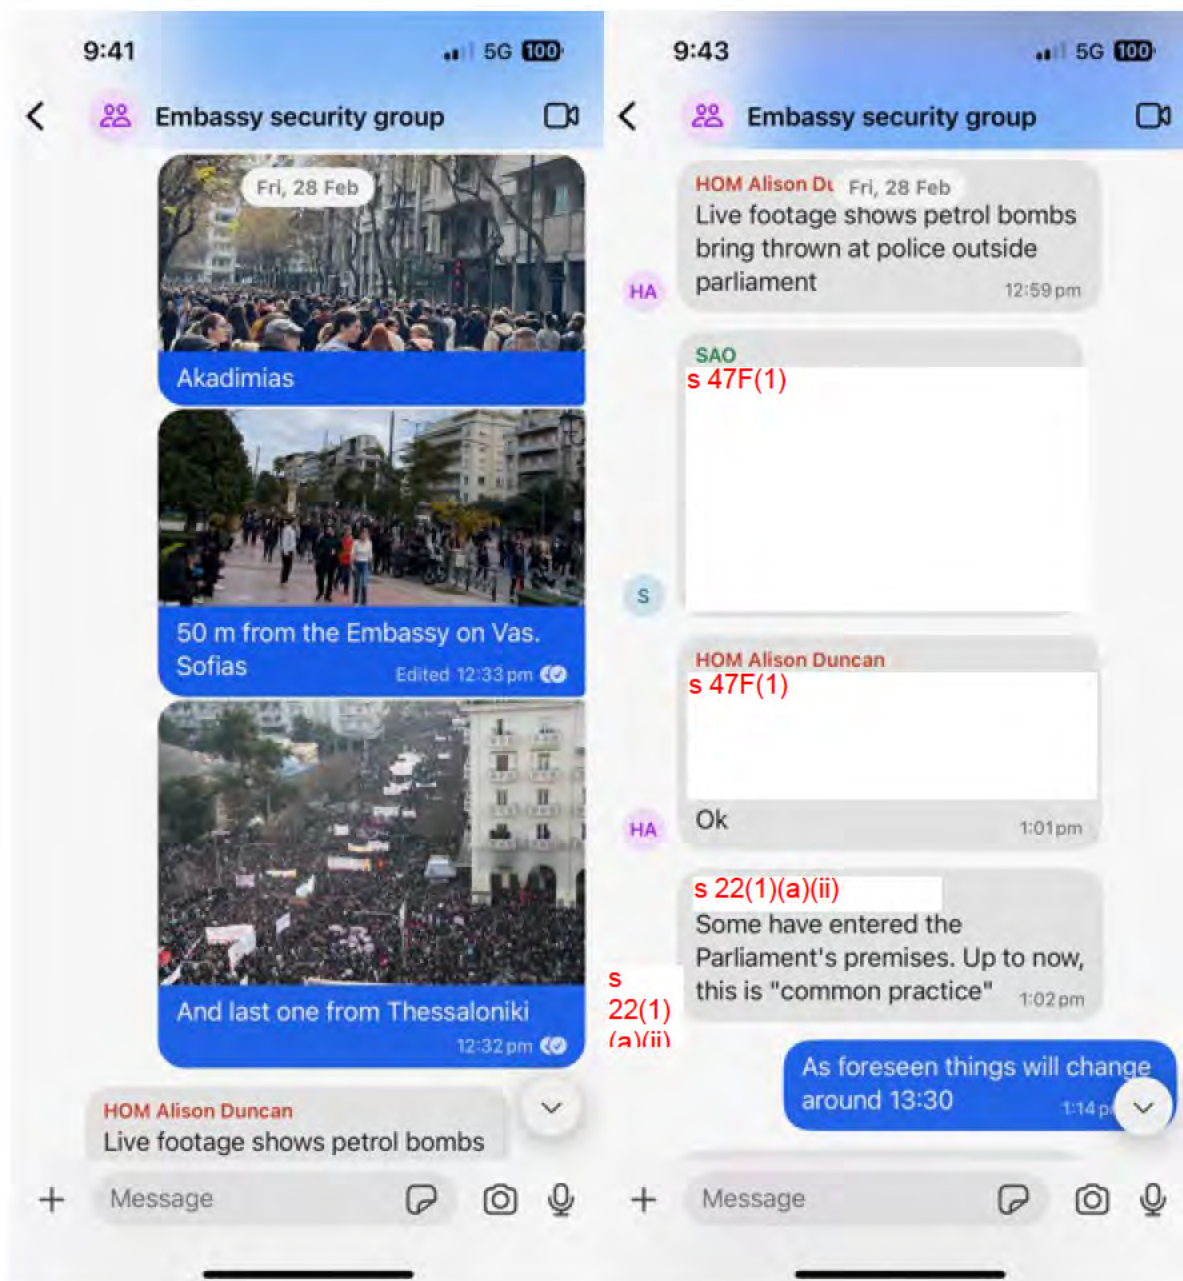 9:41
5G 100
Embassy security group
Fri, 28 Feb
Akadimias
50 m from the Embassy on Vas.
Sofias
Edited 12:33 pm
And last one from Thessaloniki
12:32 pm
HOM Alison Duncan
Live footage shows petrol bombs
Message
9:43
5G 100
Embassy security group
HOM Alison Du
Fri, 28 Feb
Live footage shows petrol bombs
bring thrown at police outside
parliament
12:59 pm
HA
SAO
s 47F(1)
S
HOM Alison Duncan
s 47F(1)
Ok
1:01 pm
HA
s 22(1)(a)(ii)
Some have entered the
Parliament's premises. Up to now,
this is "common practice"
1:02 pm
s
22(1)
(a)(ii)
As foreseen things will change
around 13:30
1:14 p
Message